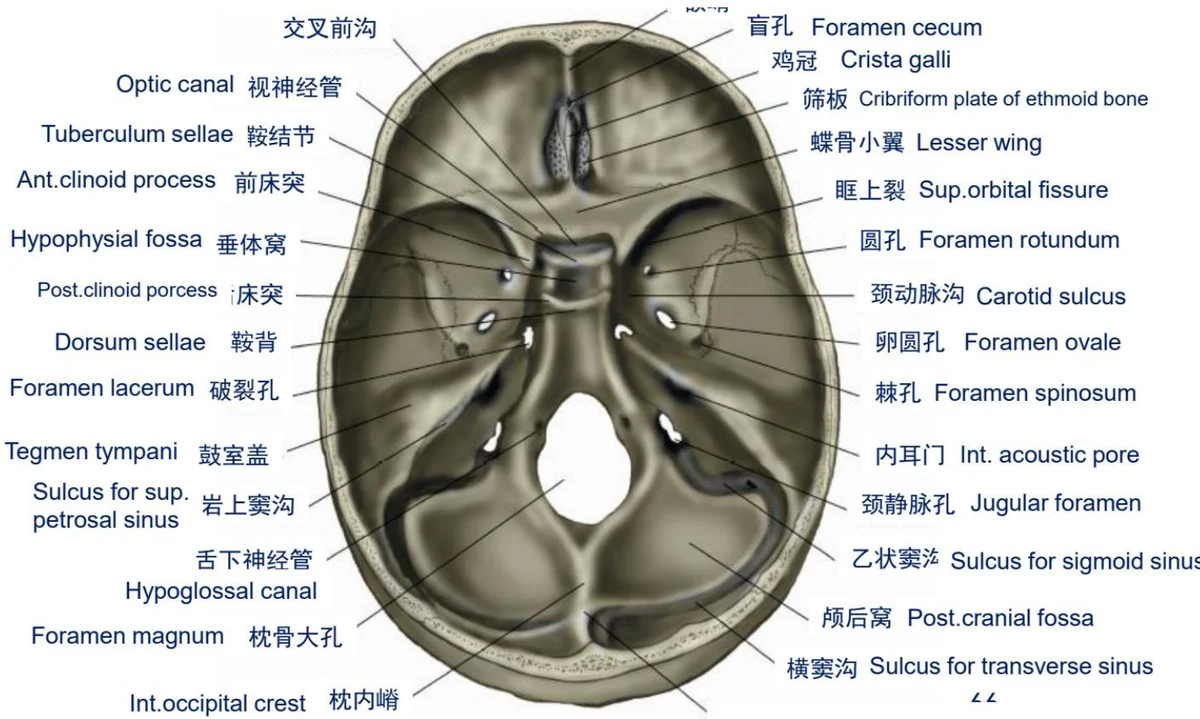 交叉前沟
Optic canal 视神经管
Tuberculum sellae 鞍结节
Ant.clinoid process 前床突
Hypophysial fossa 垂体窝
Post.clinoid porcess 床突
Dorsum sellae 鞍背
Foramen lacerum 破裂孔
Tegmen tympani 鼓室盖
Sulcus for sup.
petrosal sinus 岩上窦沟
舌下神经管
Hypoglossal canal
Foramen magnum 枕骨大孔
Int.occipital crest 枕内嵴
盲孔 Foramen cecum
鸡冠 Crista galli
筛板 Cribriform plate of ethmoid bone
蝶骨小翼 Lesser wing
眶上裂 Sup.orbital fissure
圆孔 Foramen rotundum
颈动脉沟 Carotid sulcus
卵圆孔 Foramen ovale
棘孔 Foramen spinosum
内耳门 Int. acoustic pore
颈静脉孔 Jugular foramen
乙状窦沟 Sulcus for sigmoid sinus
颅后窝 Post.cranial fossa
横窦沟 Sulcus for transverse sinus